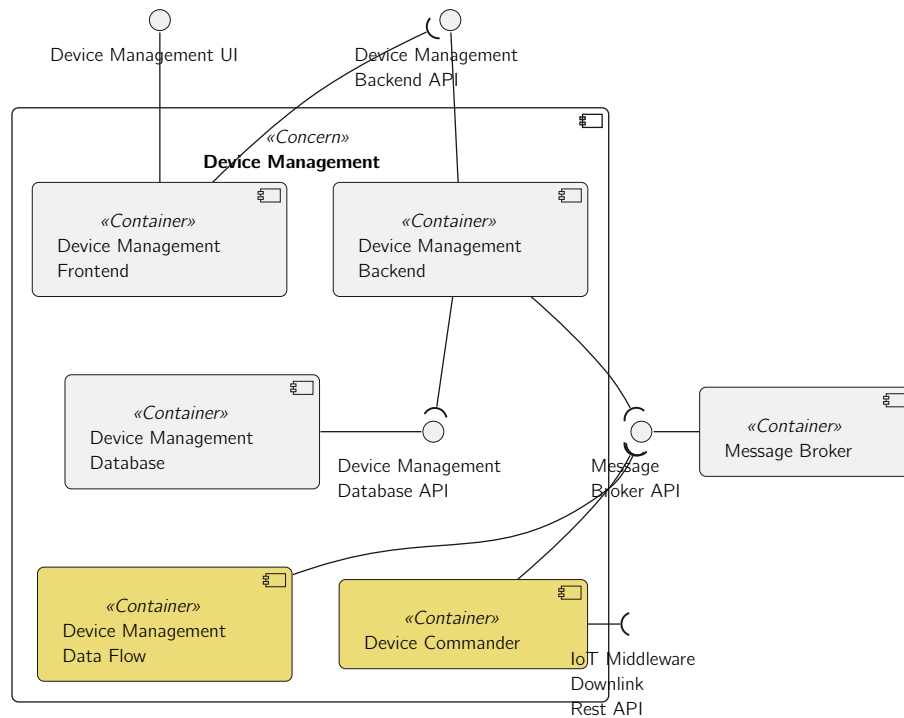 Device Management UI
Device Management
Backend API
«Concern»
Device Management
«Container»
Device Management
Frontend
«Container»
Device Management
Backend
«Container»
Device Management
Database
Device Management
Database API
Message
Broker API
«Container»
Message Broker
«Container»
Device Management
Data Flow
«Container»
Device Commander
IoT Middleware
Downlink
Rest API